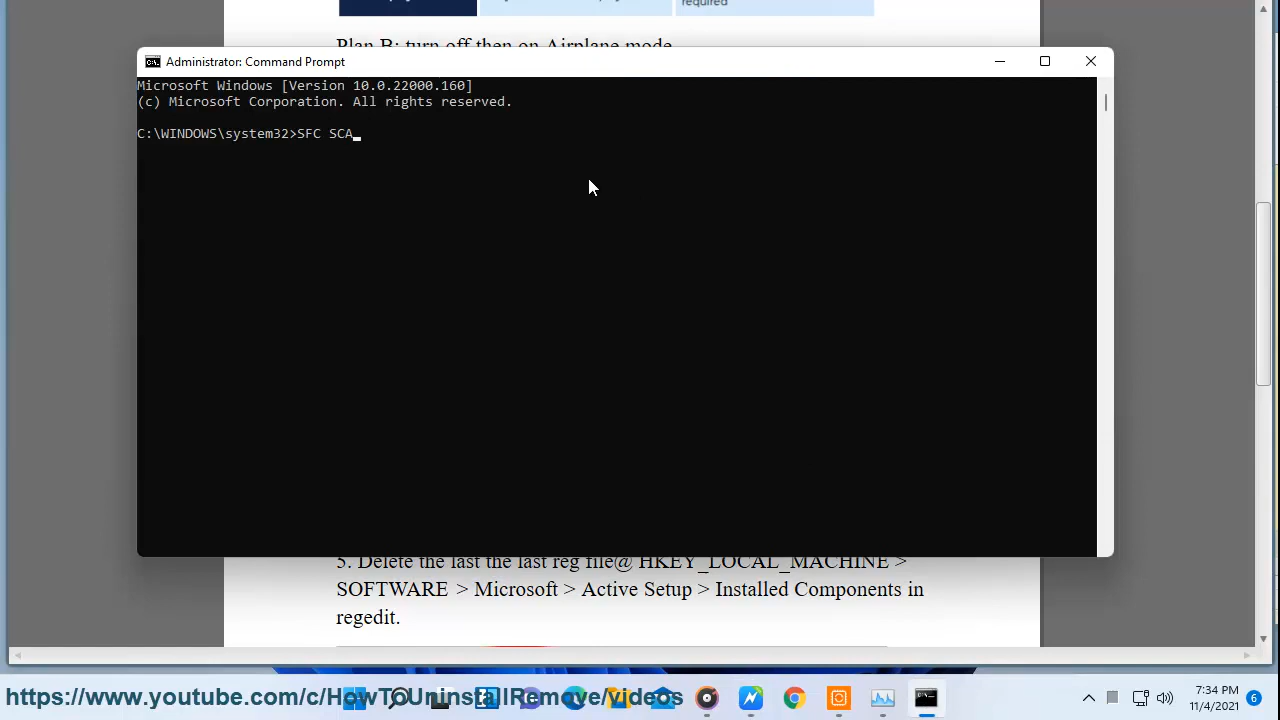 required
Plan B: turn off then on Airplane mode
Administrator: Command Prompt
Microsoft Windows [Version 10.0.22000.160]
(c) Microsoft Corporation. All rights reserved.
C:\WINDOWS\system32>SFC SCA
5. Delete the last the last reg file@ HKEY_LOCAL_MACHINE >
SOFTWARE > Microsoft > Active Setup > Installed Components in
regedit.
https://www.youtube.com/c/HowTOUninstallRemove/videos
7:34 PM
11/4/2021
6